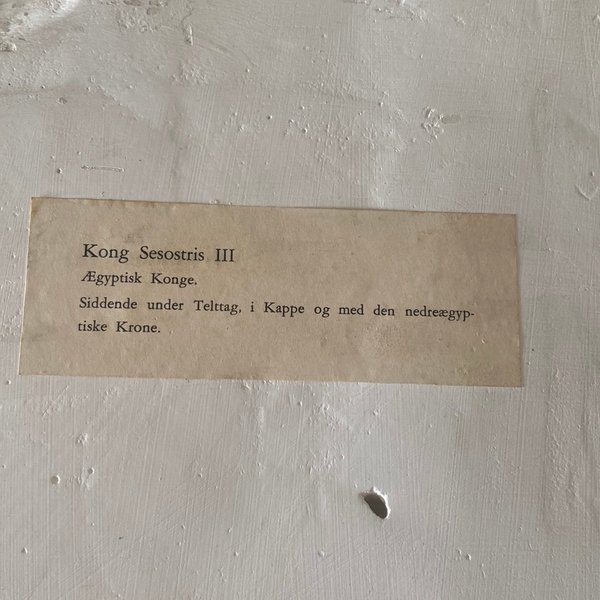 Kong Sesostris III
Ægyptisk Konge.
Siddende under Telttag, i Kappe og med den nedreægyp-
tiske Krone.